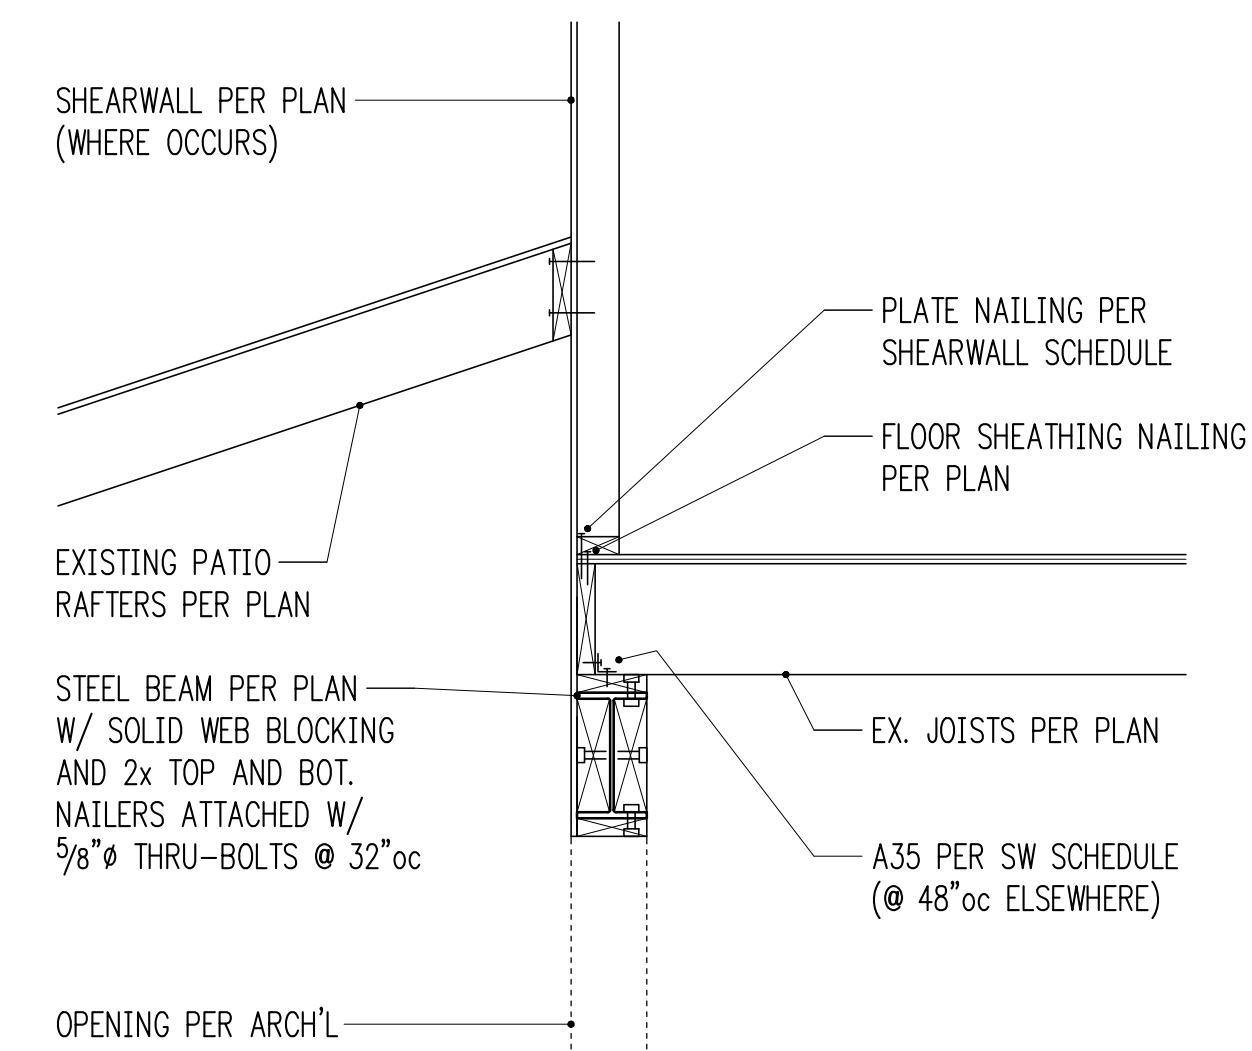 SHEARWALL PER PLAN
(WHERE OCCURS)
PLATE NAILING PER
SHEARWALL SCHEDULE
FLOOR SHEATHING NAILING
PER PLAN
EXISTING PATIO
RAFTERS PER PLAN
STEEL BEAM PER PLAN
W/ SOLID WEB BLOCKING
AND 2x TOP AND BOT.
NAILERS ATTACHED W/
5/8"ø THRU-BOLTS @ 32"oc
EX. JOISTS PER PLAN
A35 PER SW SCHEDULE
(@ 48"oc ELSEWHERE)
OPENING PER ARCH'L